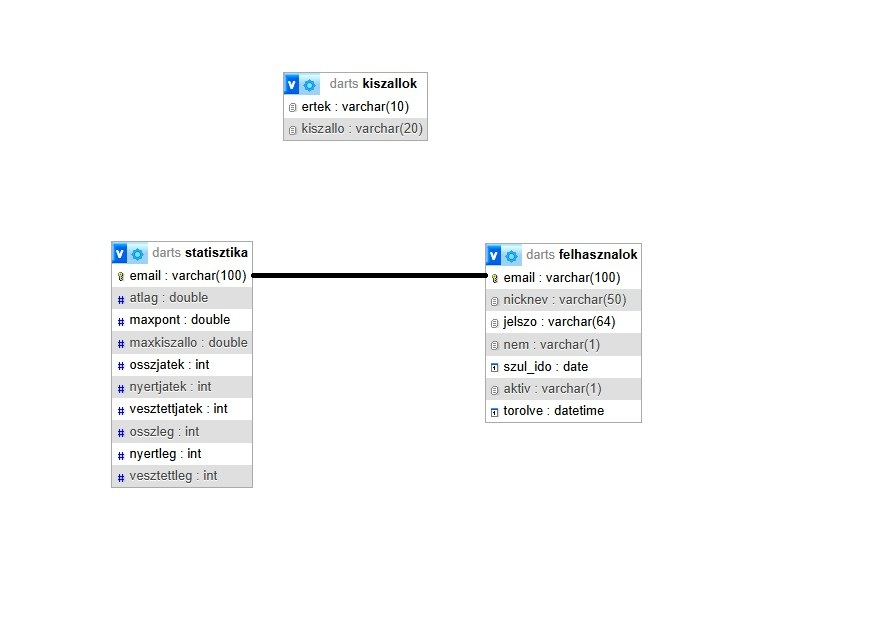 darts kiszallok
ertek : varchar(10)
kiszallo : varchar(20)
darts statisztika
email : varchar(100)
# atlag : double
# maxpont : double
# maxkiszallo : double
# osszjatek : int
# nyertjatek : int
# vesztettjatek : int
# osszleg : int
# nyertleg : int
# vesztettleg : int
darts felhasznalok
email : varchar(100)
nicknev : varchar(50)
jelszo : varchar(64)
nem : varchar(1)
szul_ido : date
aktiv : varchar(1)
torolve : datetime